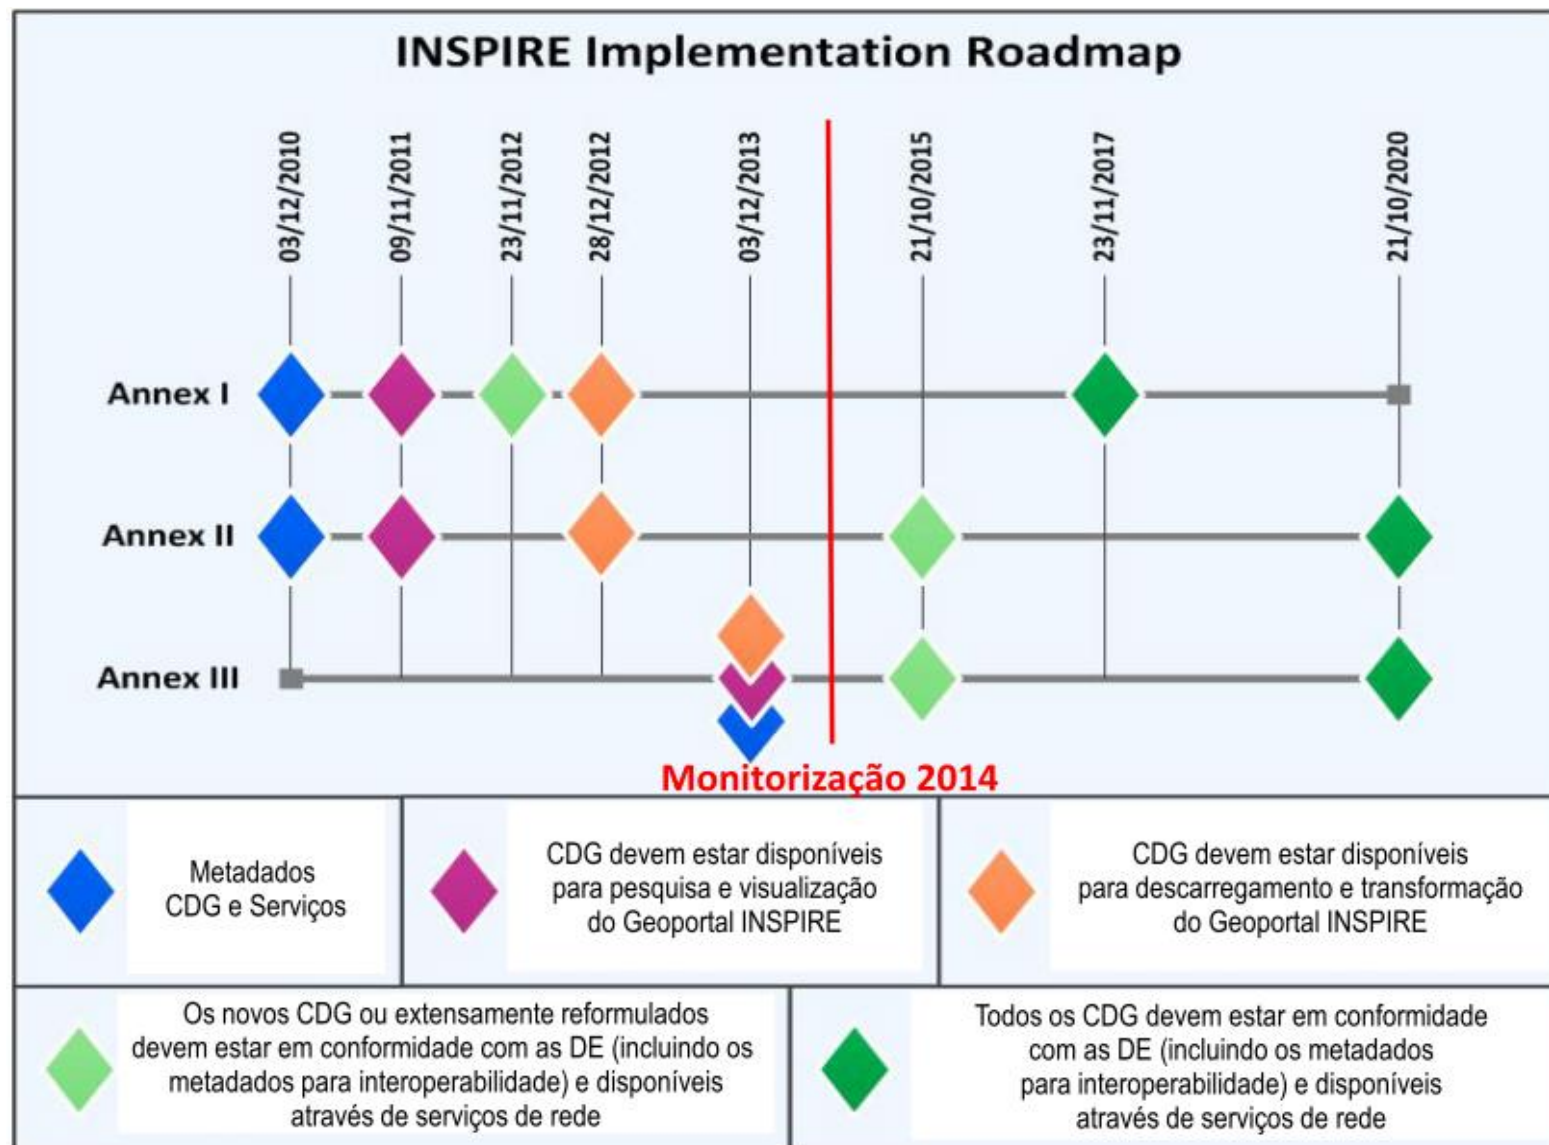 INSPIRE Implementation Roadmap
03/12/2010
09/11/2011
23/11/2012
28/12/2012
03/12/2013
21/10/2015
23/11/2017
21/10/2020
Annex I
Annex II
Annex III
Monitorização 2014
Metadados
CDG e Serviços
CDG devem estar disponíveis
para pesquisa e visualização
do Geoportal INSPIRE
CDG devem estar disponíveis
para descarregamento e transformação
do Geoportal INSPIRE
Os novos CDG ou extensamente reformulados
devem estar em conformidade com as DE (incluindo os
metadados para interoperabilidade) e disponíveis
através de serviços de rede
Todos os CDG devem estar em conformidade
com as DE (incluindo os metadados
para interoperabilidade) e disponíveis
através de serviços de rede